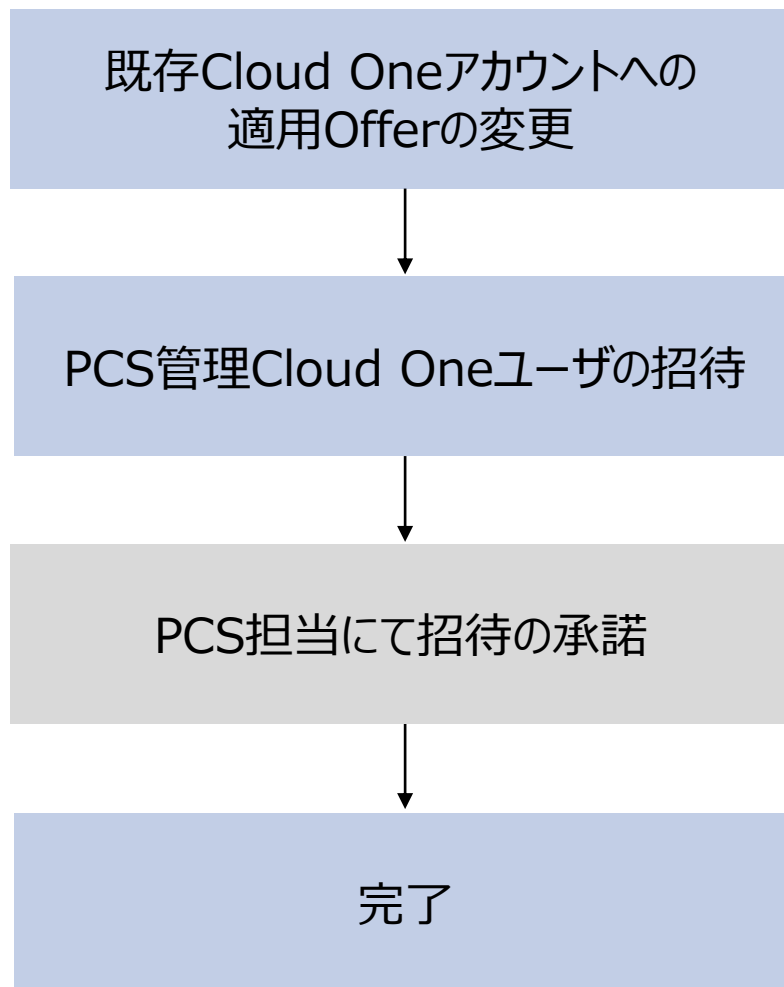 既存Cloud Oneアカウントへの
適用Offerの変更
PCS管理Cloud Oneユーザの招待
PCS担当にて招待の承諾
完了